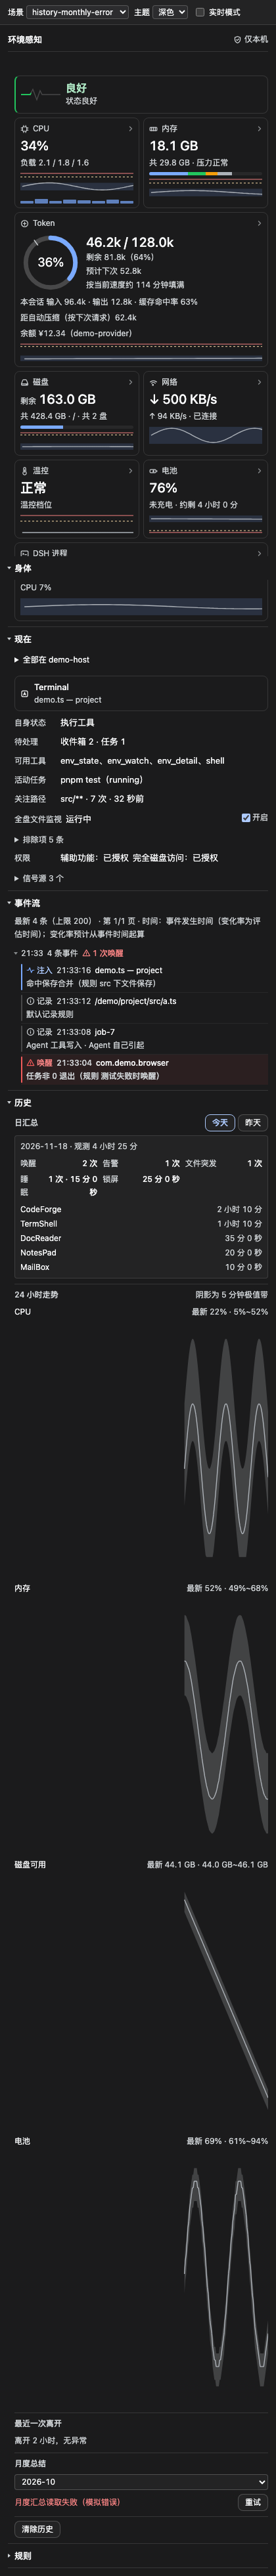 场景 history-monthly-error 主题 深色 实时模式
环境感知 仅本机
良好
状态良好
CPU
34%
负载 2.1 / 1.8 / 1.6
内存
18.1 GB
共 29.8 GB · 压力正常
Token
36%
46.2k / 128.0k
剩余 81.8k（64%）
预计下次 52.8k
按当前速度约 114 分钟填满
本会话 输入 96.4k · 输出 12.8k · 缓存命中率 63%
距自动压缩（按下次请求）62.4k
余额 ¥12.34（demo-provider）
磁盘
剩余 163.0 GB
共 428.4 GB · / · 共 2 盘
网络
↓ 500 KB/s
↑ 94 KB/s · 已连接
温控
正常
温控档位
电池
76%
未充电 · 约剩 4 小时 0 分
DSH 进程
身体
CPU 7%
现在
全部在 demo-host
Terminal
demo.ts — project
自身状态 执行工具
待处理 收件箱 2 · 任务 1
可用工具 env_state、env_watch、env_detail、shell
活动任务 pnpm test（running）
关注路径 src/** · 7 次 · 32 秒前
全盘文件监视 运行中 开启
排除项 5 条
权限 辅助功能：已授权 完全磁盘访问：已授权
信号源 3 个
事件流
最新 4 条（上限 200） · 第 1/1 页 · 时间：事件发生时间（变化率为评
估时间）；变化率预计从事件时间起算
21:33 4 条事件 1 次唤醒
注入 21:33:16 demo.ts — project
命中保存合并（规则 src 下文件保存）
记录 21:33:12 /demo/project/src/a.ts
默认记录规则
记录 21:33:08 job-7
Agent 工具写入 · Agent 自己引起
唤醒 21:33:04 com.demo.browser
任务非 0 退出（规则 测试失败时唤醒）
历史
日汇总 今天 昨天
2026-11-18 · 观测 4 小时 25 分
唤醒 2 次 告警 1 次 文件突发 1 次
睡 1 次 · 15 分 0 锁屏 25 分 0 秒
眠 秒
CodeForge 2 小时 10 分
TermShell 1 小时 10 分
DocReader 35 分 0 秒
NotesPad 20 分 0 秒
MailBox 10 分 0 秒
24 小时走势 阴影为 5 分钟极值带
CPU 最新 22% · 5%~52%
内存 最新 52% · 49%~68%
磁盘可用 最新 44.1 GB · 44.0 GB~46.1 GB
电池 最新 69% · 61%~94%
最近一次离开
离开 2 小时，无异常
月度总结
2026-10
月度汇总读取失败（模拟错误） 重试
清除历史
规则